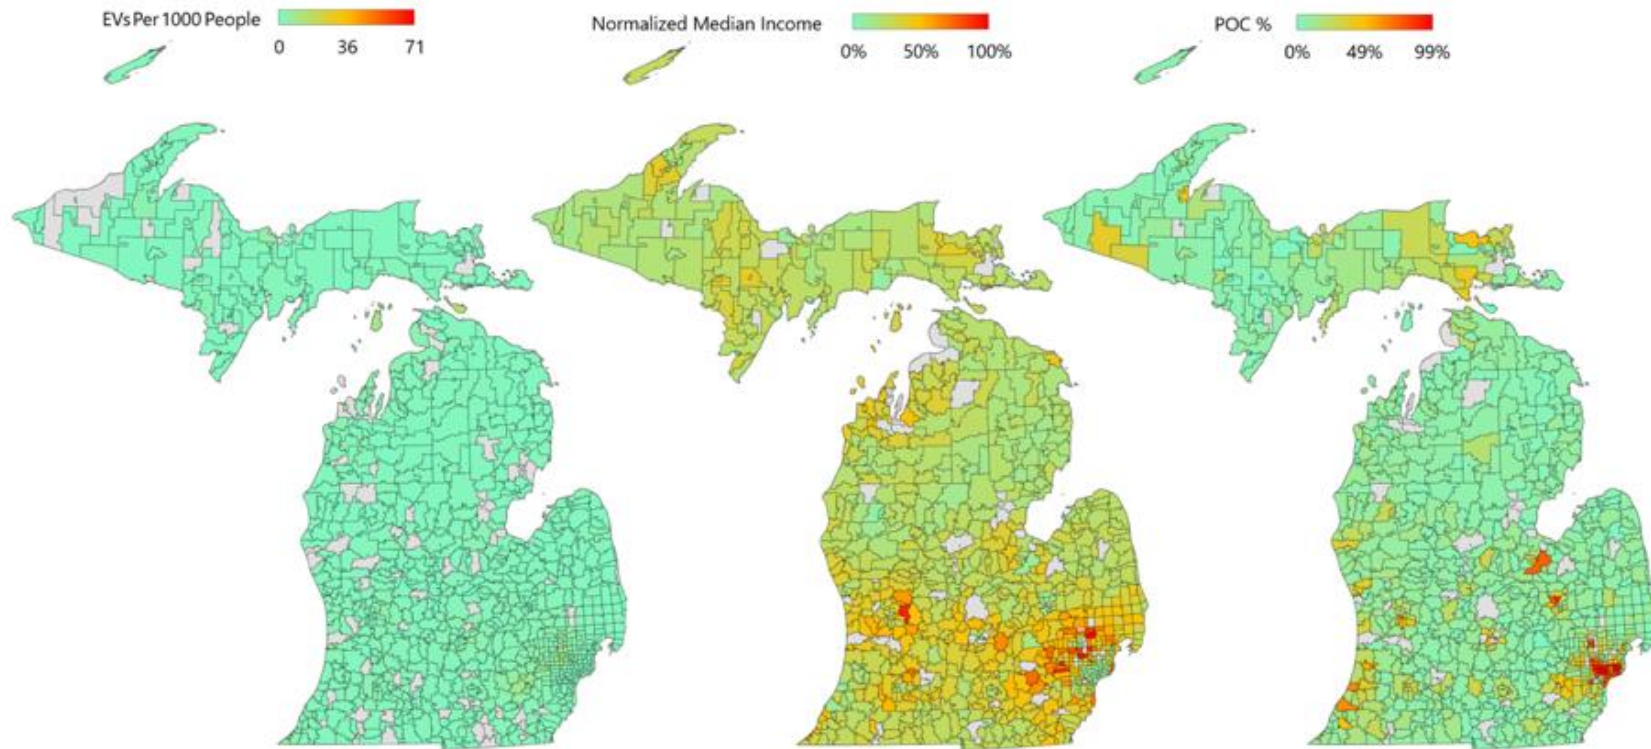 EVs Per 1000 People
0 36 71
Normalized Median Income
0% 50% 100%
POC %
0% 49% 99%